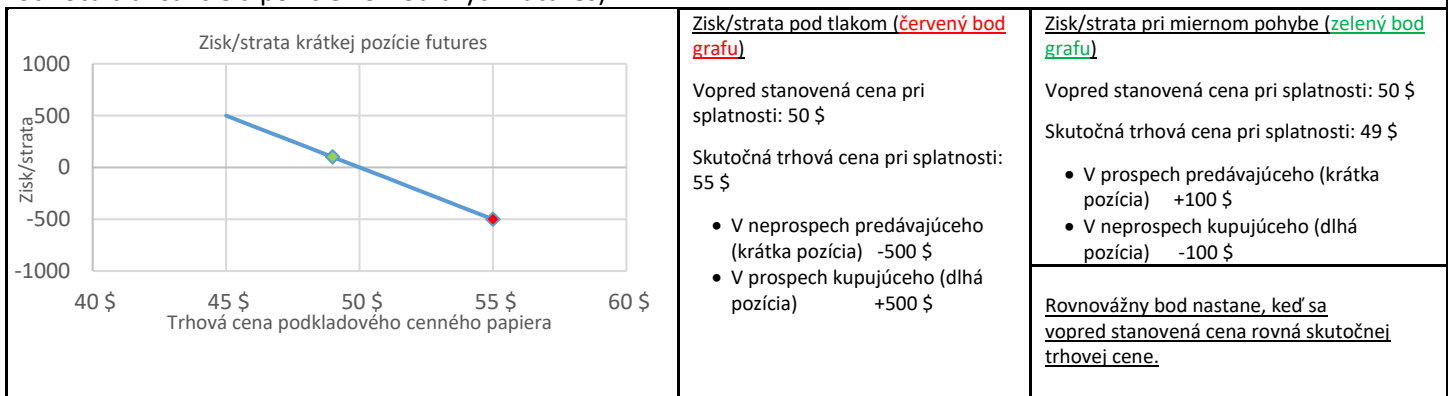 Zisk/strata krátkej pozície futures
1000
500
0
-500
-1000
Zisk/strata
40 $ 45 $ 50 $ 55 $ 60 $
Trhová cena podkladového cenného papiera
Zisk/strata pod tlakom (červený bod
grafu)
Vopred stanovená cena pri
splatnosti: 50 $
Skutočná trhová cena pri splatnosti:
55 $
• V neprospech predávajúceho
(krátka pozícia) -500 $
• V prospech kupujúceho (dlhá
pozícia) +500 $
Zisk/strata pri miernom pohybe (zelený bod
grafu)
Vopred stanovená cena pri splatnosti: 50 $
Skutočná trhová cena pri splatnosti: 49 $
• V prospech predávajúceho (krátka
pozícia) +100 $
• V neprospech kupujúceho (dlhá
pozícia) -100 $
Rovnovážny bod nastane, keď sa
vopred stanovená cena rovná skutočnej
trhovej cene.